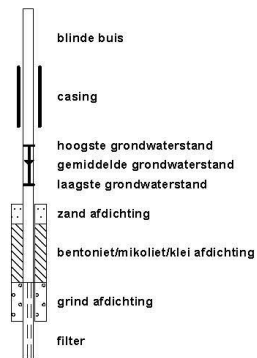 blinde buis
casing
hoogste grondwaterstand
gemiddelde grondwaterstand
laagste grondwaterstand
zand afdichting
bentoniet/mikoliet/klei afdichting
grind afdichting
filter